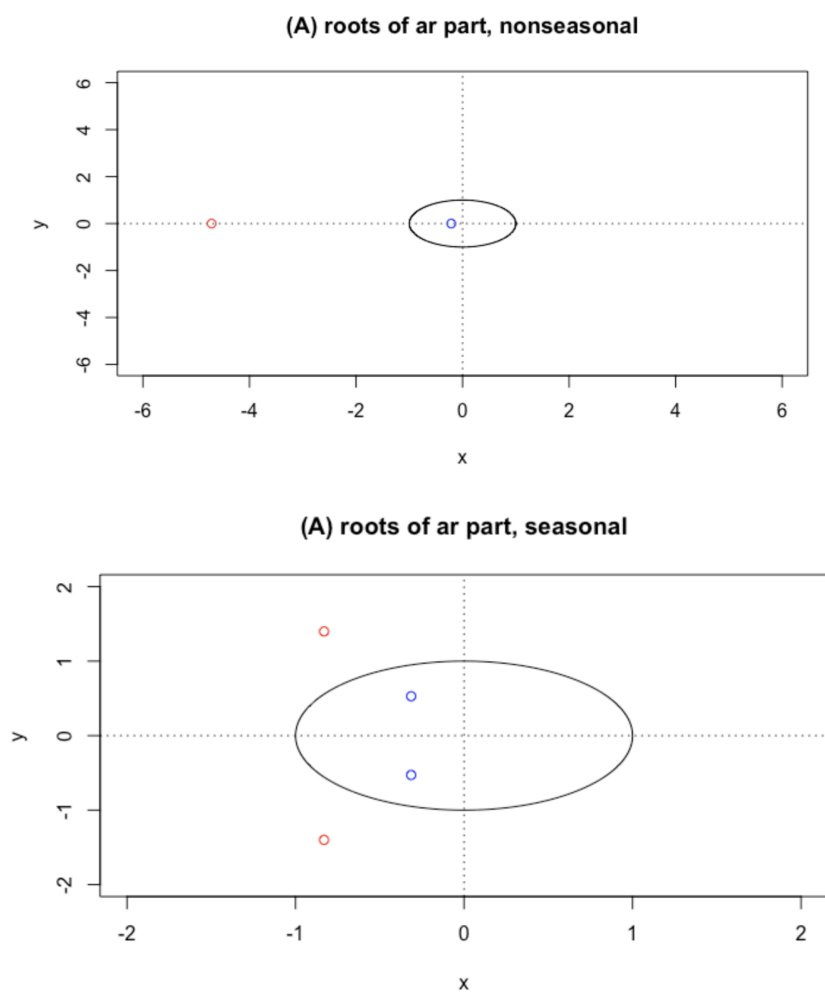 (A) roots of ar part, nonseasonal
6
4
2
0
-2
-4
-6
y
-6 -4 -2 0 2 4 6
x
(A) roots of ar part, seasonal
2
1
0
-1
-2
y
-2 -1 0 1 2
x